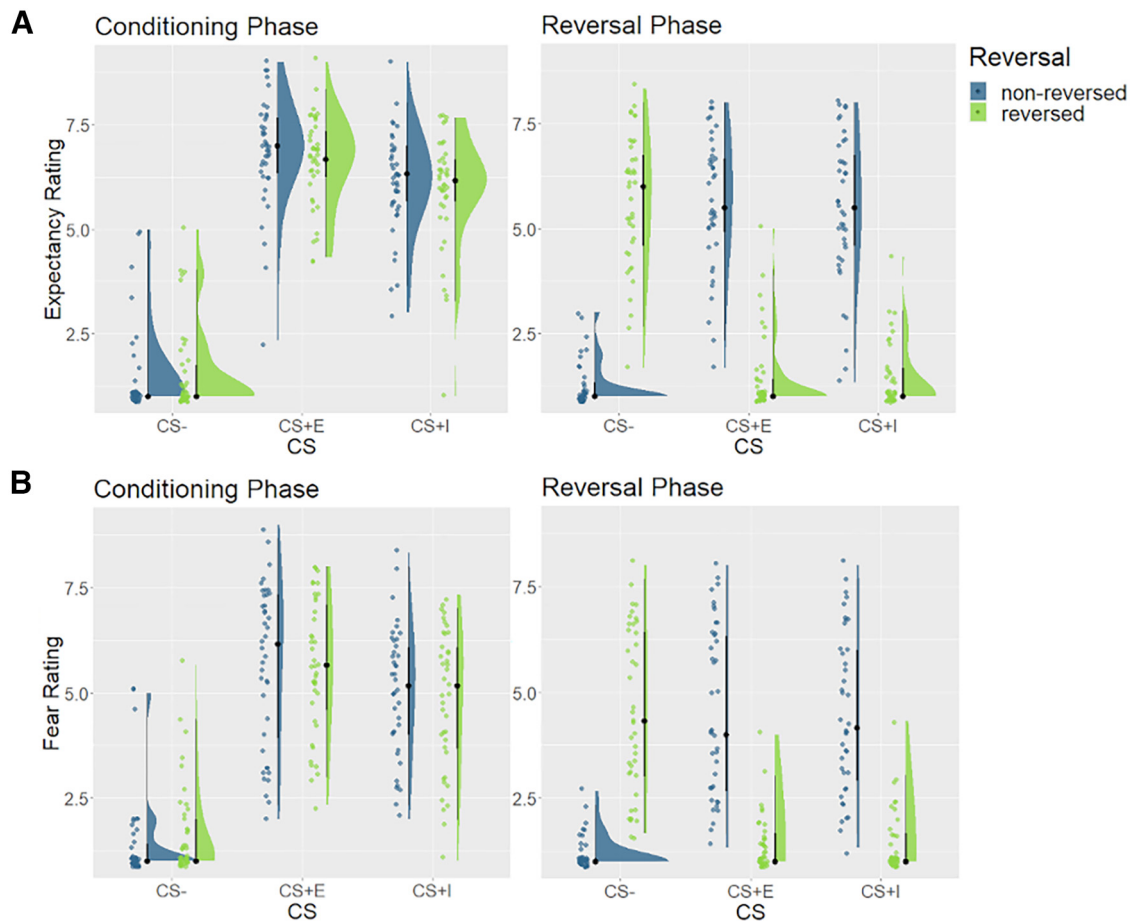 A
Conditioning Phase
Reversal Phase
Expectancy Rating
7.5
5.0
2.5
7.5
5.0
2.5
CS-
CS+E
CS+I
CS
CS-
CS+E
CS+I
CS
Reversal
non-reversed
reversed
B
Conditioning Phase
Reversal Phase
Fear Rating
7.5
5.0
2.5
7.5
5.0
2.5
CS-
CS+E
CS+I
CS
CS-
CS+E
CS+I
CS